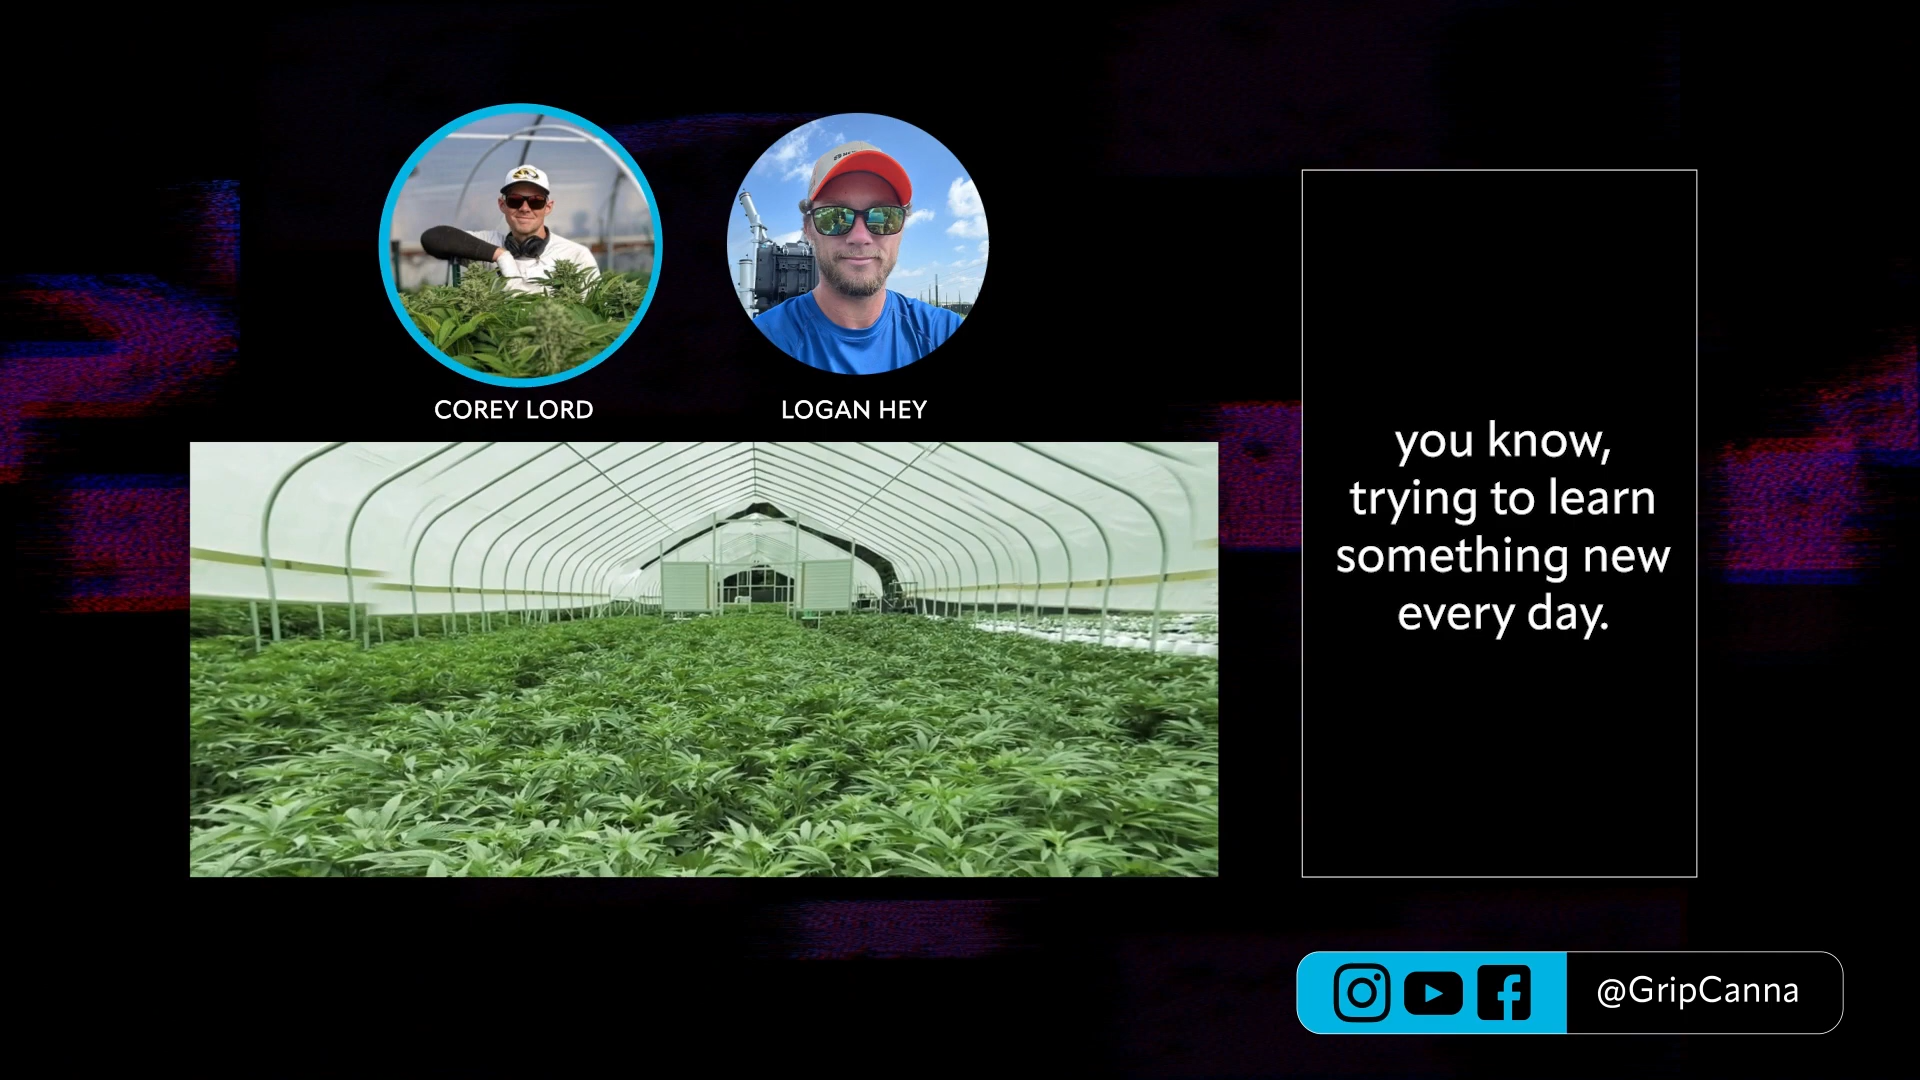 COREY LORD
LOGAN HEY
you know,
trying to learn
something new
every day.
@GripCanna